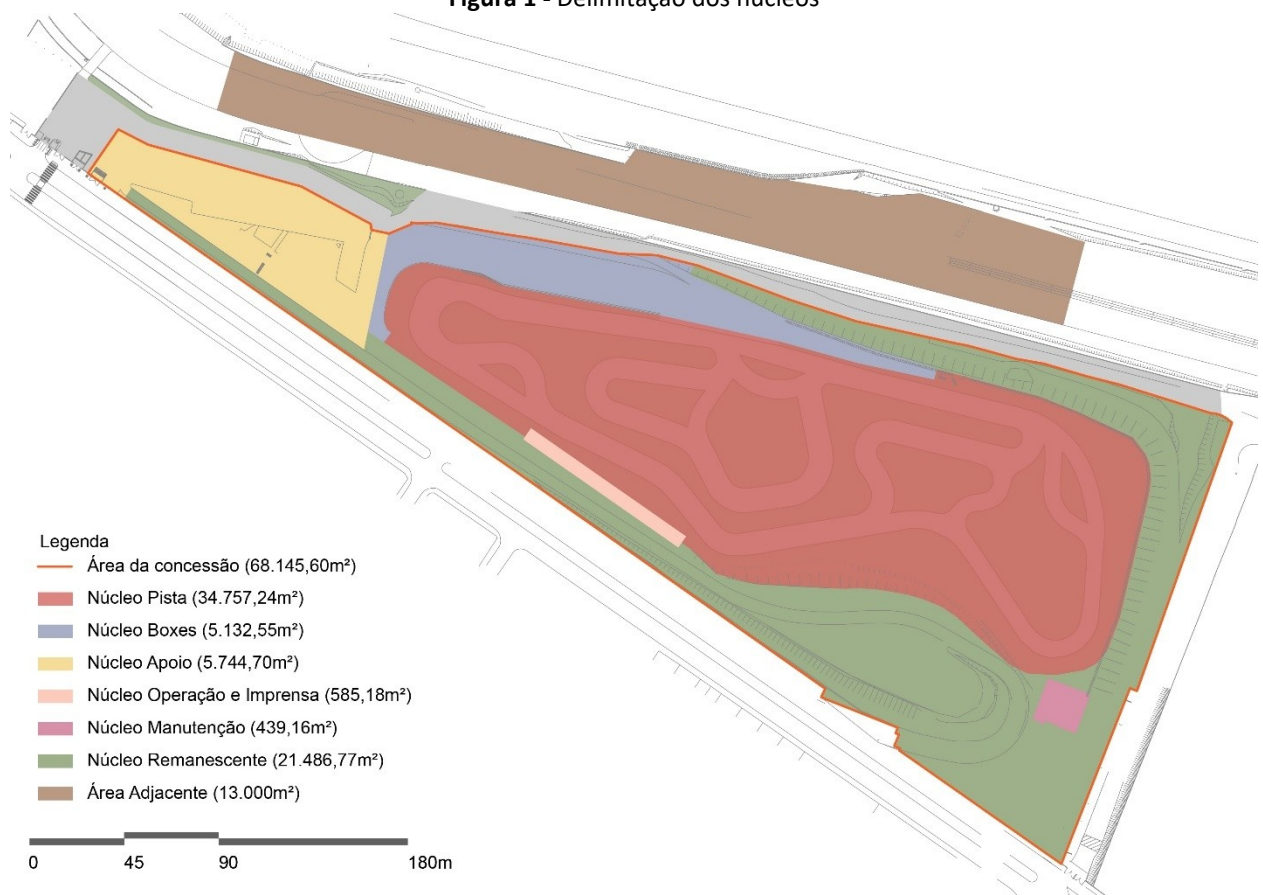 Figura 1 - Delimitação dos núcleos
Legenda
Área da concessão (68.145,60m²)
Núcleo Pista (34.757,24m²)
Núcleo Boxes (5.132,55m²)
Núcleo Apoio (5.744,70m²)
Núcleo Operação e Imprensa (585,18m²)
Núcleo Manutenção (439,16m²)
Núcleo Remanescente (21.486,77m²)
Área Adjacente (13.000m²)
0 45 90 180m